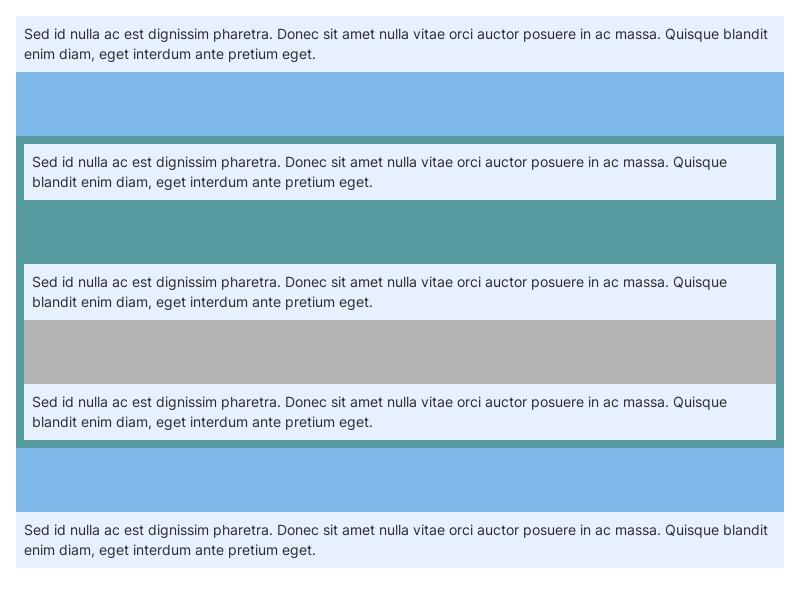 Sed id nulla ac est dignissim pharetra. Donec sit amet nulla vitae orci auctor posuere in ac massa. Quisque blandit
enim diam, eget interdum ante pretium eget.
Sed id nulla ac est dignissim pharetra. Donec sit amet nulla vitae orci auctor posuere in ac massa. Quisque
blandit enim diam, eget interdum ante pretium eget.
Sed id nulla ac est dignissim pharetra. Donec sit amet nulla vitae orci auctor posuere in ac massa. Quisque
blandit enim diam, eget interdum ante pretium eget.
Sed id nulla ac est dignissim pharetra. Donec sit amet nulla vitae orci auctor posuere in ac massa. Quisque
blandit enim diam, eget interdum ante pretium eget.
Sed id nulla ac est dignissim pharetra. Donec sit amet nulla vitae orci auctor posuere in ac massa. Quisque blandit
enim diam, eget interdum ante pretium eget.